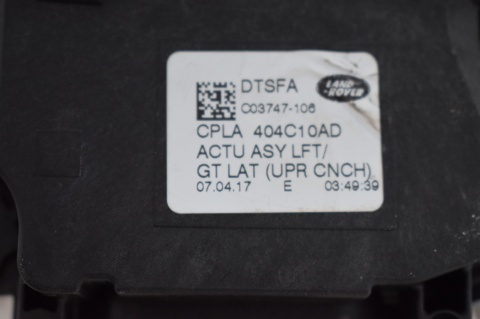 DTSFA
LAND-
-ROVER
C03747-106
CPLA 404C10AD
ACTU ASY LFT/
GT LAT (UPR CNCH)
07.04.17 E 03:49:39